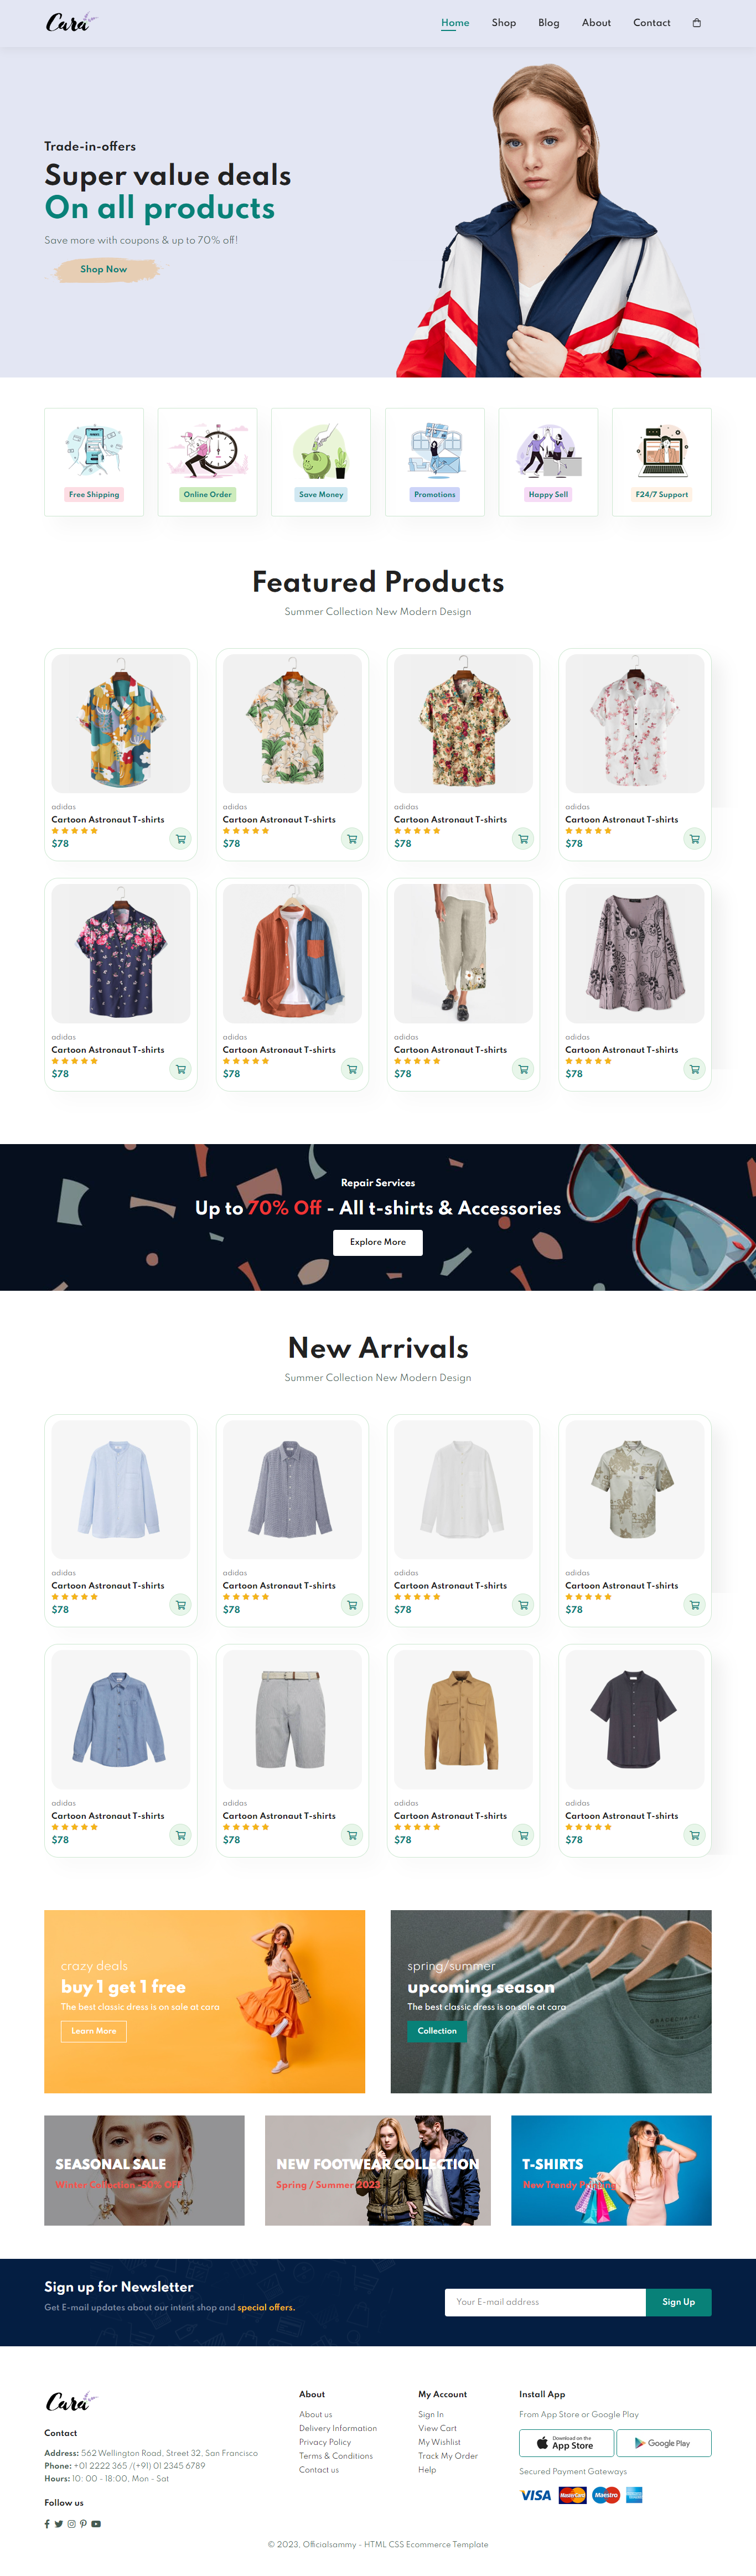 Cara
Home
Shop
Blog
About
Contact
Trade-in-offers
Super value deals
On all products
Save more with coupons & up to 70% off!
Shop Now
Free Shipping
Online Order
Save Money
Promotions
Happy Sell
F24/7 Support
Featured Products
Summer Collection New Modern Design
adidas
Cartoon Astronaut T-shirts
$78
adidas
Cartoon Astronaut T-shirts
$78
adidas
Cartoon Astronaut T-shirts
$78
adidas
Cartoon Astronaut T-shirts
$78
adidas
Cartoon Astronaut T-shirts
$78
adidas
Cartoon Astronaut T-shirts
$78
adidas
Cartoon Astronaut T-shirts
$78
adidas
Cartoon Astronaut T-shirts
$78
Repair Services
Up to 70% Off - All t-shirts & Accessories
Explore More
New Arrivals
Summer Collection New Modern Design
adidas
Cartoon Astronaut T-shirts
$78
adidas
Cartoon Astronaut T-shirts
$78
adidas
Cartoon Astronaut T-shirts
$78
adidas
Cartoon Astronaut T-shirts
$78
adidas
Cartoon Astronaut T-shirts
$78
adidas
Cartoon Astronaut T-shirts
$78
adidas
Cartoon Astronaut T-shirts
$78
adidas
Cartoon Astronaut T-shirts
$78
crazy deals
buy 1 get 1 free
The best classic dress is on sale at cara
Learn More
spring/summer
upcoming season
The best classic dress is on sale at cara
Collection
SEASONAL SALE
Winter Collection -50% OFF
NEW FOOTWEAR COLLECTION
Spring / Summer 2023
T-SHIRTS
New Trendy Prints
Sign up for Newsletter
Get E-mail updates about our intent shop and special offers.
Your E-mail address
Sign Up
Cara
Contact
Address: 562 Wellington Road, Street 32, San Francisco
Phone: +01 2222 365 /(+91) 01 2345 6789
Hours: 10: 00 - 18:00, Mon - Sat
Follow us
About
About us
Delivery Information
Privacy Policy
Terms & Conditions
Contact us
My Account
Sign In
View Cart
My Wishlist
Track My Order
Help
Install App
From App Store or Google Play
Download on the
App Store
Google Play
Secured Payment Gateways
VISA
MasterCard
Maestro
© 2023, Officialsammy - HTML CSS Ecommerce Template